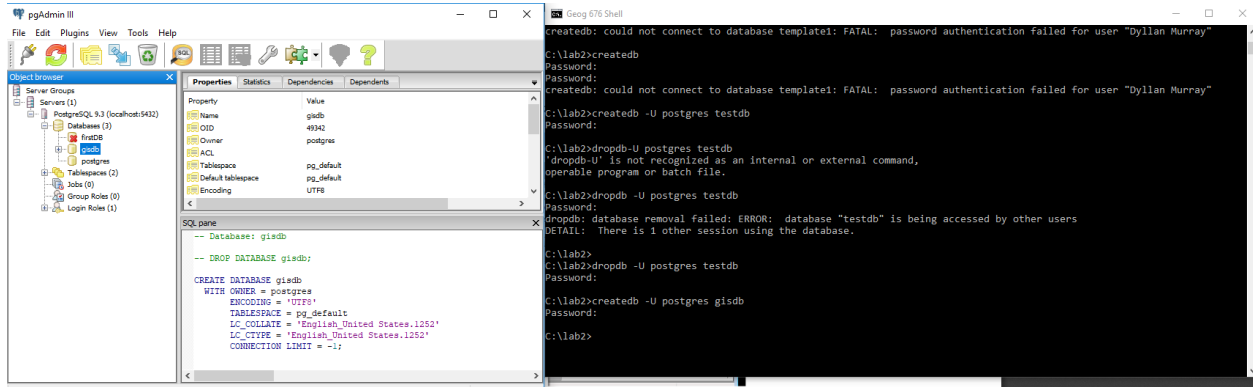 pgAdmin III
File Edit Plugins View Tools Help
Object browser
Server Groups
Servers (1)
PostgreSQL 9.3 (localhost:5432)
Databases (3)
firstDB
gisdb
postgres
Tablespaces (2)
Jobs (0)
Group Roles (0)
Login Roles (1)
Properties Statistics Dependencies Dependents
Property Value
Name gisdb
OID 49342
Owner postgres
ACL
Tablespace pg_default
Default tablespace pg_default
Encoding UTF8
SQL pane
-- Database: gisdb
-- DROP DATABASE gisdb;
CREATE DATABASE gisdb
WITH OWNER = postgres
ENCODING = 'UTF8'
TABLESPACE = pg_default
LC_COLLATE = 'English_United States.1252'
LC_CTYPE = 'English_United States.1252'
CONNECTION LIMIT = -1;
Geog 676 Shell
createdb: could not connect to database template1: FATAL:  password authentication failed for user "Dyllan Murray"
C:\lab2>createdb
Password:
Password:
createdb: could not connect to database template1: FATAL:  password authentication failed for user "Dyllan Murray"
C:\lab2>createdb -U postgres testdb
Password:
C:\lab2>dropdb-U postgres testdb
'dropdb-U' is not recognized as an internal or external command,
operable program or batch file.
C:\lab2>dropdb -U postgres testdb
Password:
dropdb: database removal failed: ERROR:  database "testdb" is being accessed by other users
DETAIL:  There is 1 other session using the database.
C:\lab2>
C:\lab2>dropdb -U postgres testdb
Password:
C:\lab2>createdb -U postgres gisdb
Password:
C:\lab2>